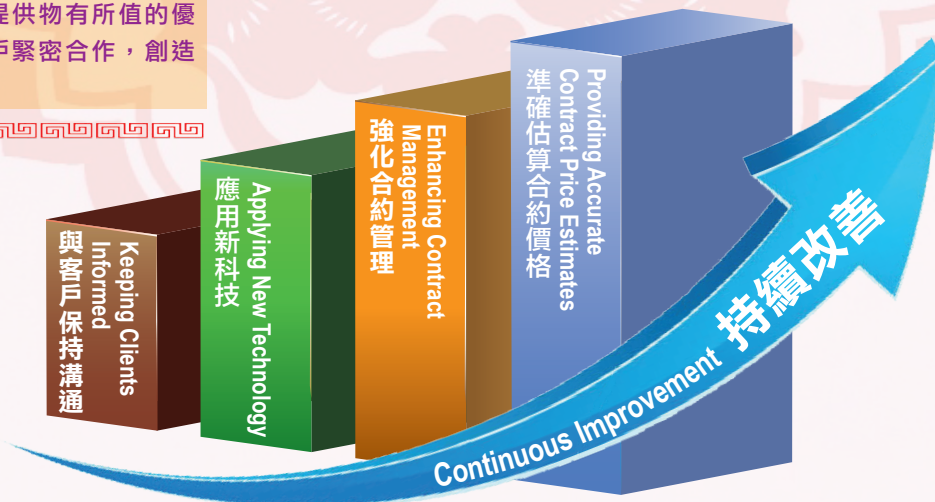 提供物有所值的優
戶緊密合作，創造
Keeping Clients
Informed
與客戶保持溝通
Applying New Technology
應用新科技
Enhancing Contract
Management
強化合約管理
Providing Accurate
Contract Price Estimates
準確估算合約價格
Continuous Improvement 持續改善